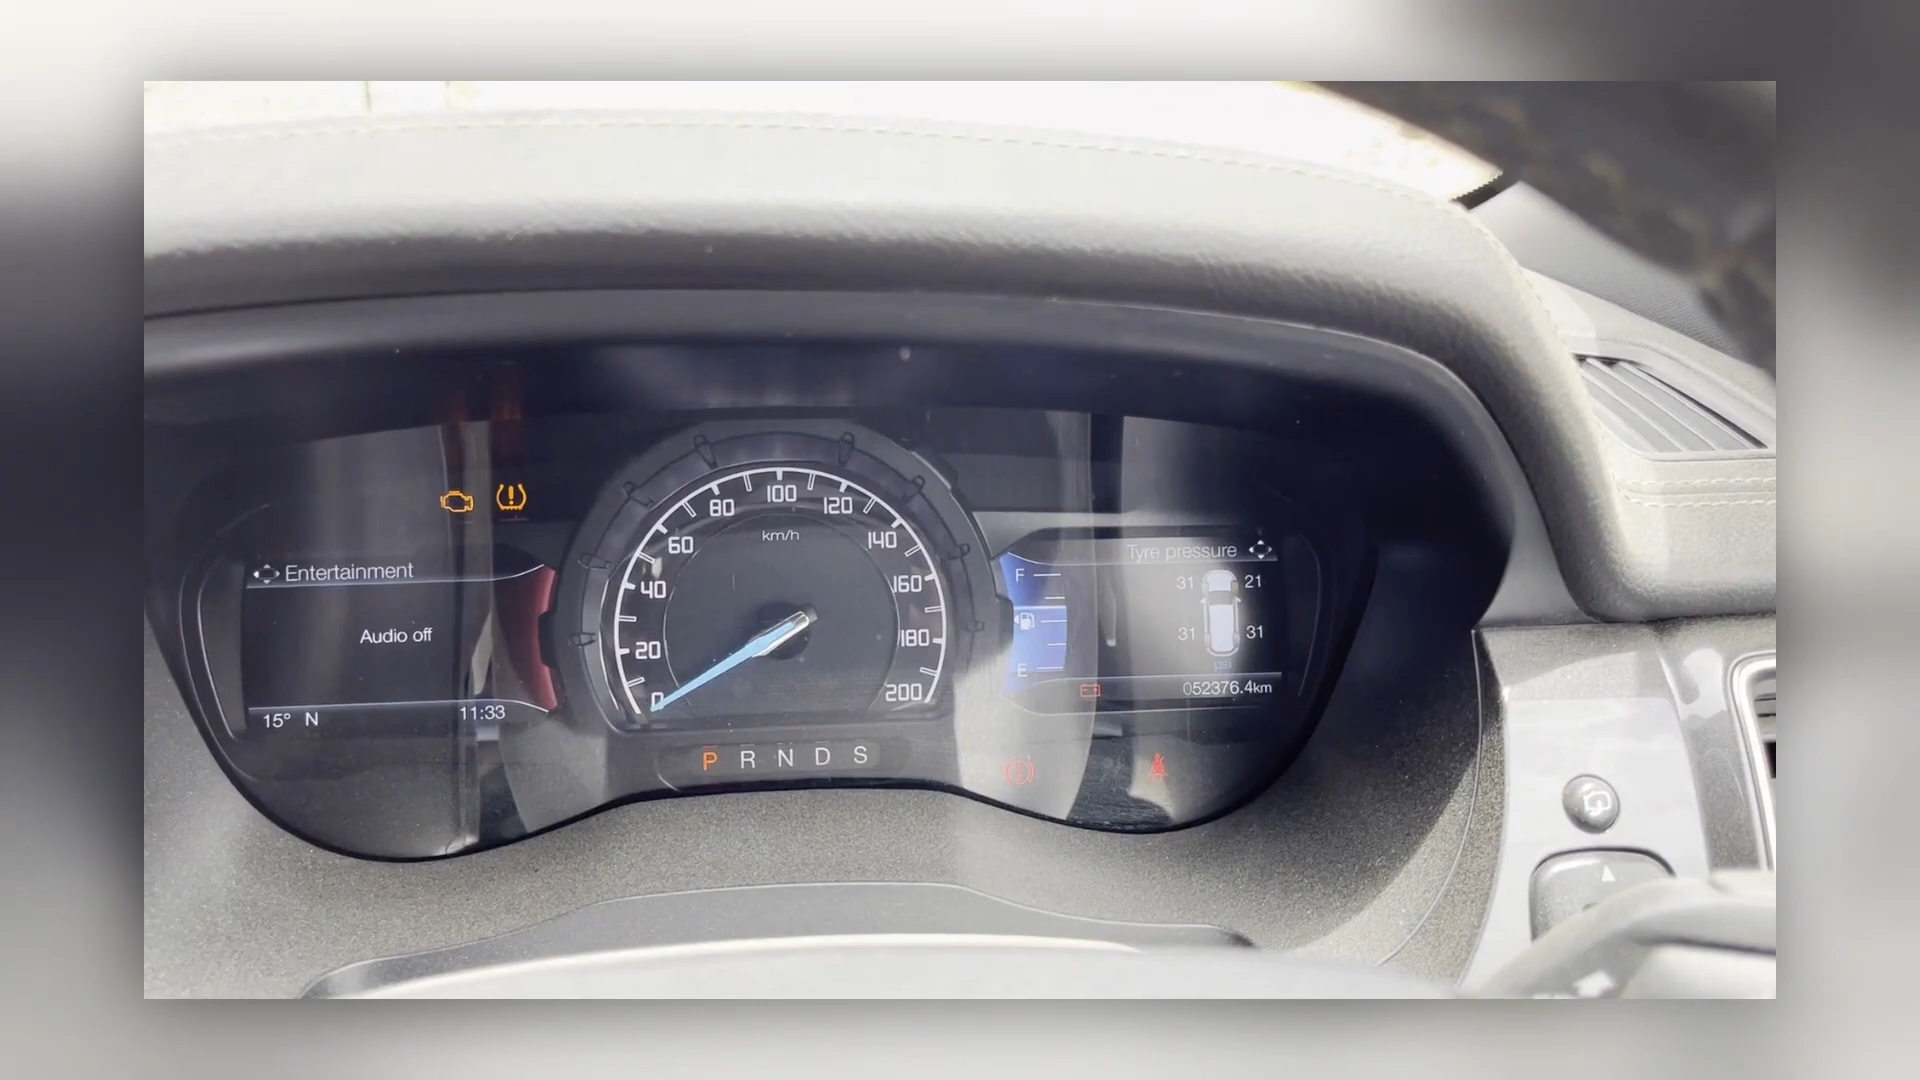 Entertainment
Audio off
15° N 11:33
0 20 40 60 80 100 120 140 160 180 200
km/h
P R N D S
F
E
Tyre pressure
31 21
31 31
psi
052376.4km